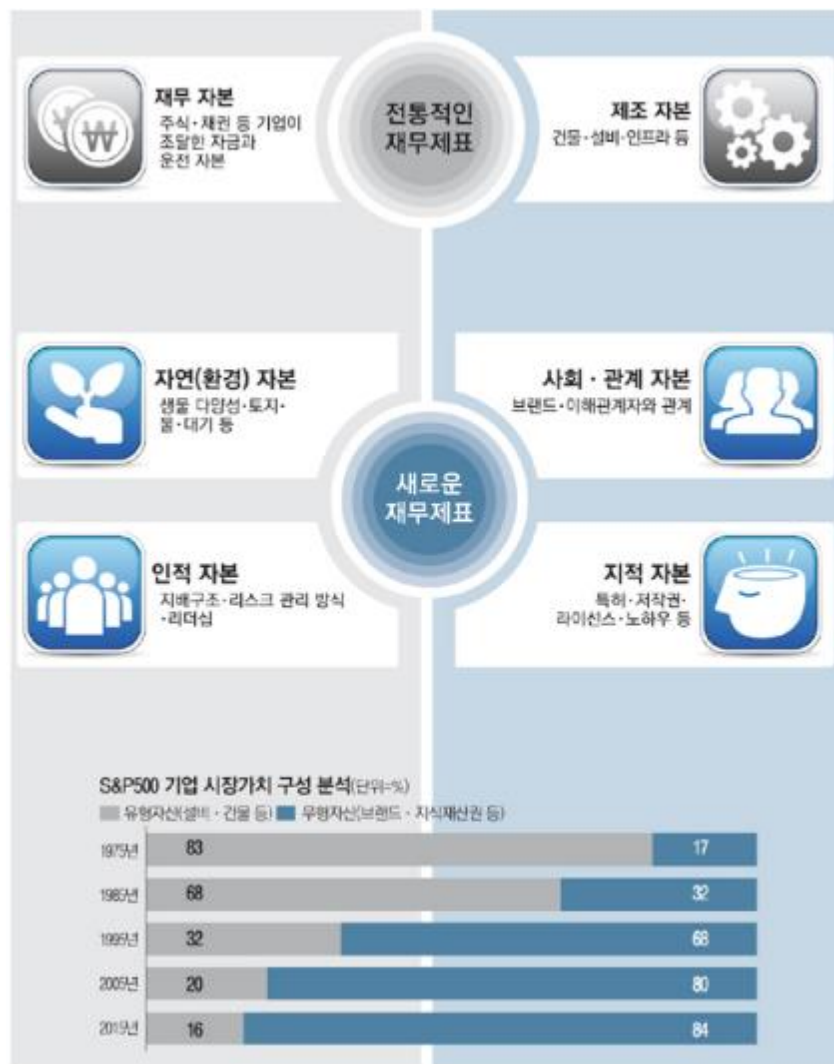 재무 자본
주식·채권 등 기업이
조달한 자금과
운전 자본
전통적인
재무제표
제조 자본
건물·설비·인프라 등
자연(환경) 자본
생물 다양성·토지·
물·대기 등
사회·관계 자본
브랜드·이해관계자와 관계
새로운
재무제표
인적 자본
지배구조·리스크 관리 방식
·리더십
지적 자본
특허·저작권·
라이선스·노하우 등
S&P500 기업 시장가치 구성 분석(단위=%)
유형자산(설비·건물 등) 무형자산(브랜드·지식재산권 등)
1975년 83 17
1985년 68 32
1995년 32 68
2005년 20 80
2015년 16 84